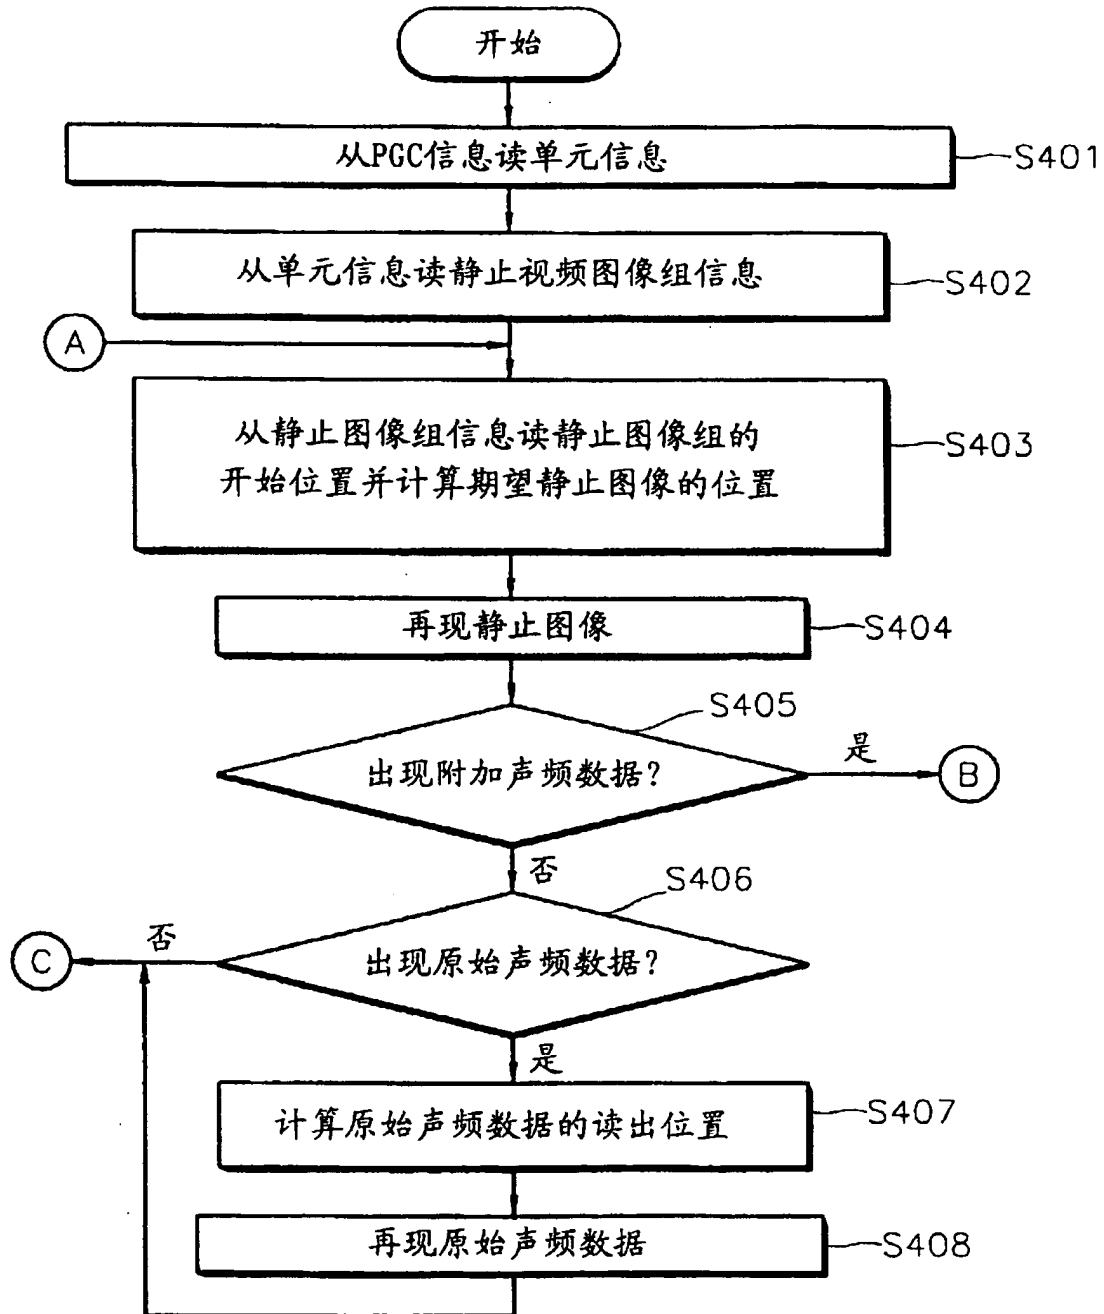 开始
从PGC信息读单元信息
S401
从单元信息读静止视频图像组信息
S402
A
从静止图像组信息读静止图像组的
开始位置并计算期望静止图像的位置
S403
再现静止图像
S404
S405
出现附加声频数据?
是
B
否
S406
出现原始声频数据?
否
C
是
计算原始声频数据的读出位置
S407
再现原始声频数据
S408